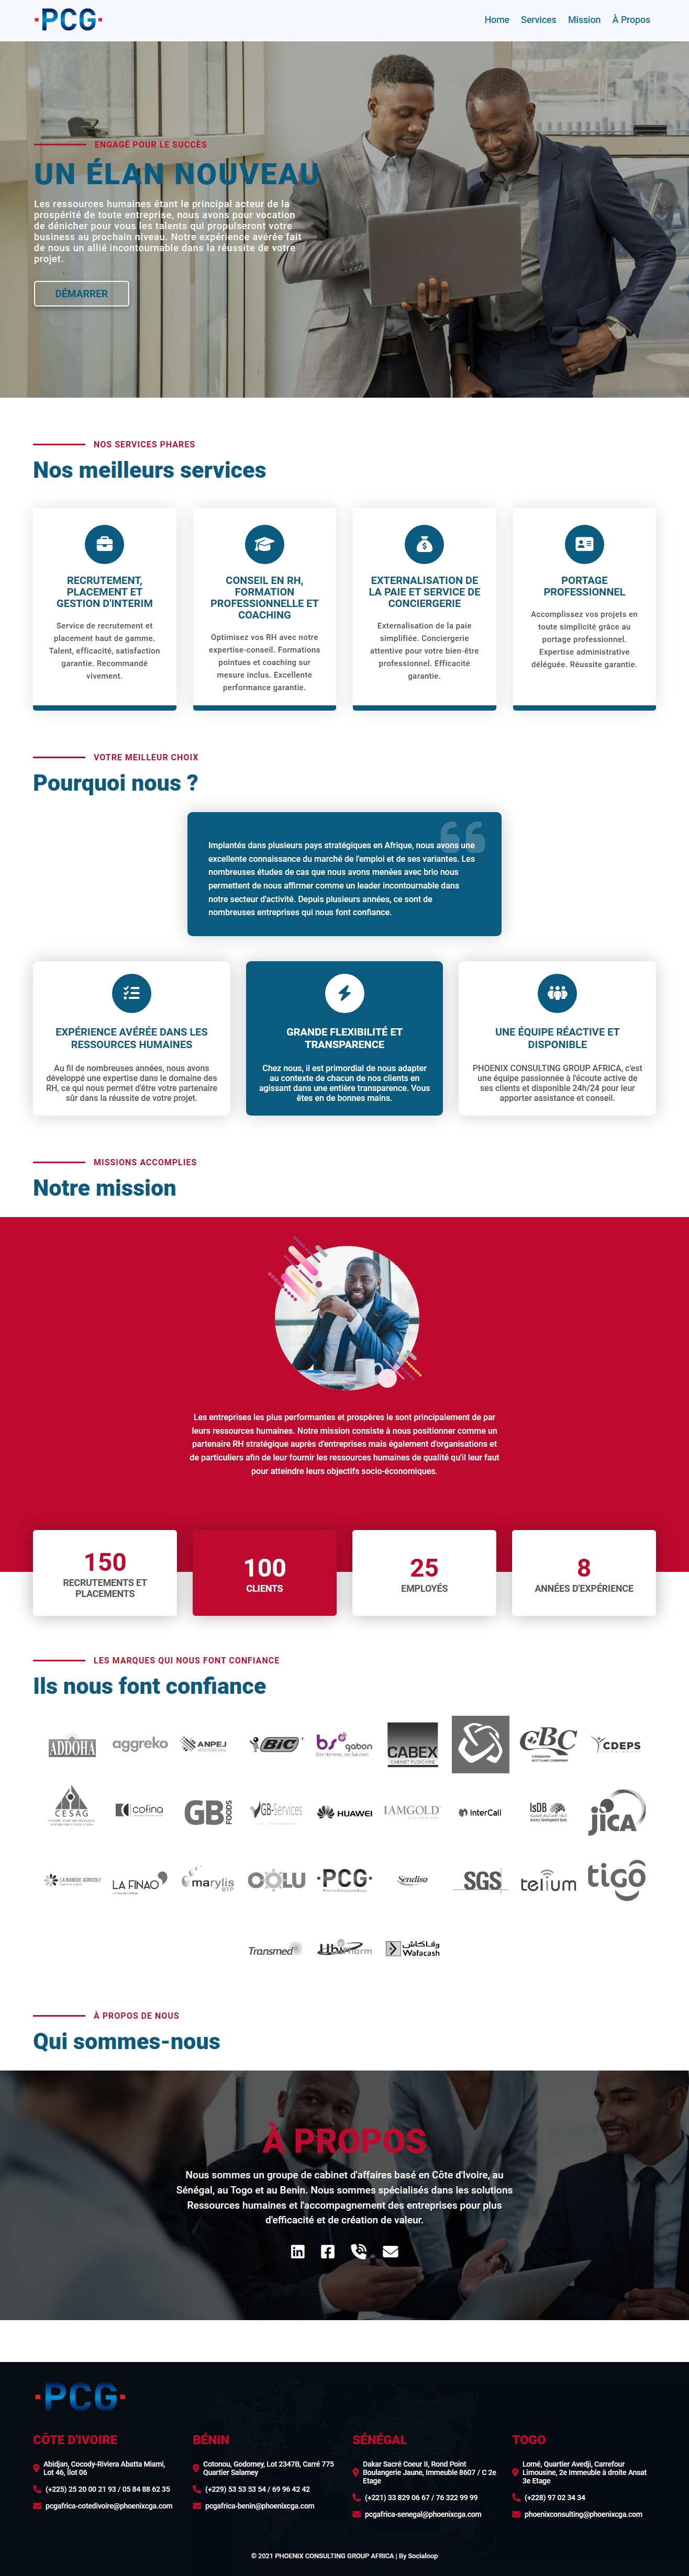 PCG
Home Services Mission À Propos
ENGAGÉ POUR LE SUCCÈS
UN ÉLAN NOUVEAU
Les ressources humaines étant le principal acteur de la
prospérité de toute entreprise, nous avons pour vocation
de dénicher pour vous les talents qui propulseront votre
business au prochain niveau. Notre expérience avérée fait
de nous un allié incontournable dans la réussite de votre
projet.
DÉMARRER
NOS SERVICES PHARES
Nos meilleurs services
RECRUTEMENT,
PLACEMENT ET
GESTION D'INTERIM
Service de recrutement et
placement haut de gamme.
Talent, efficacité, satisfaction
garantie. Recommandé
vivement.
CONSEIL EN RH,
FORMATION
PROFESSIONNELLE ET
COACHING
Optimisez vos RH avec notre
expertise-conseil. Formations
pointues et coaching sur
mesure inclus. Excellente
performance garantie.
EXTERNALISATION DE
LA PAIE ET SERVICE DE
CONCIERGERIE
Externalisation de la paie
simplifiée. Conciergerie
attentive pour votre bien-être
professionnel. Efficacité
garantie.
PORTAGE
PROFESSIONNEL
Accomplissez vos projets en
toute simplicité grâce au
portage professionnel.
Expertise administrative
déléguée. Réussite garantie.
VOTRE MEILLEUR CHOIX
Pourquoi nous ?
Implantés dans plusieurs pays stratégiques en Afrique, nous avons une
excellente connaissance du marché de l'emploi et de ses variantes. Les
nombreuses études de cas que nous avons menées avec brio nous
permettent de nous affirmer comme un leader incontournable dans
notre secteur d'activité. Depuis plusieurs années, ce sont de
nombreuses entreprises qui nous font confiance.
EXPÉRIENCE AVÉRÉE DANS LES
RESSOURCES HUMAINES
Au fil de nombreuses années, nous avons
développé une expertise dans le domaine des
RH, ce qui nous permet d'être votre partenaire
sûr dans la réussite de votre projet.
GRANDE FLEXIBILITÉ ET
TRANSPARENCE
Chez nous, il est primordial de nous adapter
au contexte de chacun de nos clients en
agissant dans une entière transparence. Vous
êtes en de bonnes mains.
UNE ÉQUIPE RÉACTIVE ET
DISPONIBLE
PHOENIX CONSULTING GROUP AFRICA, c'est
une équipe passionnée à l'écoute active de
ses clients et disponible 24h/24 pour leur
apporter assistance et conseil.
MISSIONS ACCOMPLIES
Notre mission
Les entreprises les plus performantes et prospères le sont principalement de par
leurs ressources humaines. Notre mission consiste à nous positionner comme un
partenaire RH stratégique auprès d'entreprises mais également d'organisations et
de particuliers afin de leur fournir les ressources humaines de qualité qu'il leur faut
pour atteindre leurs objectifs socio-économiques.
150
RECRUTEMENTS ET
PLACEMENTS
100
CLIENTS
25
EMPLOYÉS
8
ANNÉES D'EXPÉRIENCE
LES MARQUES QUI NOUS FONT CONFIANCE
Ils nous font confiance
ADDOHA
aggreko
ANPEJ
BiC
bs gabon
CABEX
CABINET FUDICIAIRE
CBC
CDEPS
CESAG
cofina
GB FOODS
GB-Services
HUAWEI
IAMGOLD
InterCall
IsDB
jICA
LA BANQUE AGRICOLE
LA FINAO
marylis
BTP
COLU
PCG
Sendiso
SGS
telium
tigo
Transmed
UbiPharm
وفاكاش
Wafacash
À PROPOS DE NOUS
Qui sommes-nous
À PROPOS
Nous sommes un groupe de cabinet d'affaires basé en Côte d'Ivoire, au
Sénégal, au Togo et au Benin. Nous sommes spécialisés dans les solutions
Ressources humaines et l'accompagnement des entreprises pour plus
d'efficacité et de création de valeur.
PCG
CÔTE D'IVOIRE
Abidjan, Cocody-Riviera Abatta Miami,
Lot 46, Îlot 06
(+225) 25 20 00 21 93 / 05 84 88 62 35
pcgafrica-cotedivoire@phoenixcga.com
BÉNIN
Cotonou, Godomey, Lot 2347B, Carré 775
Quartier Salamey
(+229) 53 53 53 54 / 69 96 42 42
pcgafrica-benin@phoenixcga.com
SÉNÉGAL
Dakar Sacré Coeur II, Rond Point
Boulangerie Jaune, Immeuble 8607 / C 2e
Etage
(+221) 33 829 06 67 / 76 322 99 99
pcgafrica-senegal@phoenixcga.com
TOGO
Lomé, Quartier Avedji, Carrefour
Limousine, 2e Immeuble à droite Ansat
3e Etage
(+228) 97 02 34 34
phoenixconsulting@phoenixcga.com
© 2021 PHOENIX CONSULTING GROUP AFRICA | By Socialoop